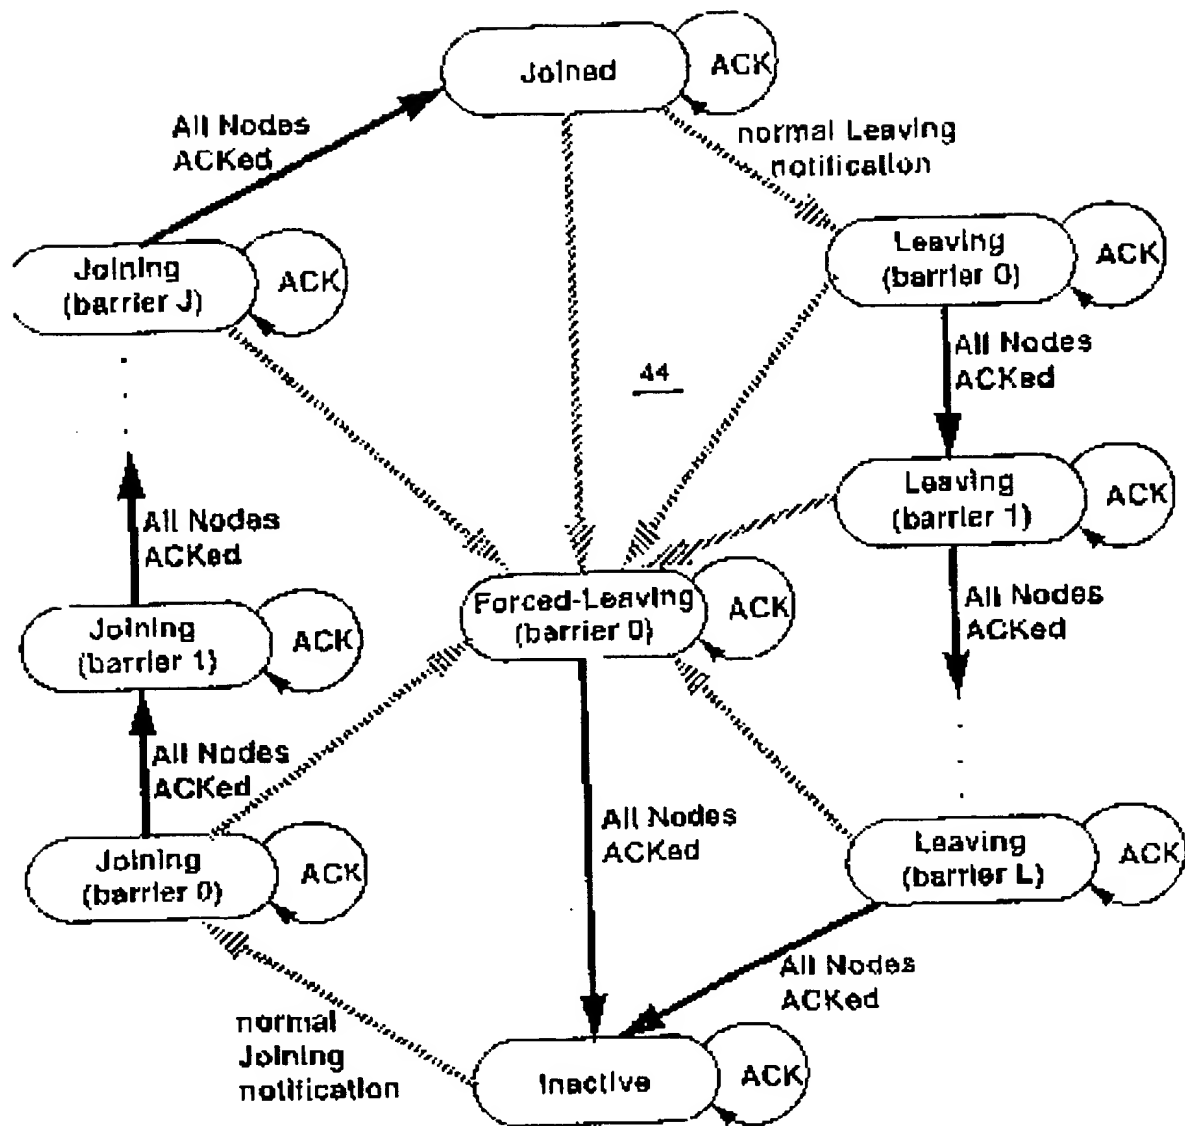 Joined
ACK
All Nodes
ACKed
normal Leaving
notification
Leaving
(barrier 0)
ACK
Joining
(barrier J)
ACK
All Nodes
ACKed
44
Leaving
(barrier 1)
ACK
All Nodes
ACKed
Forced-Leaving
(barrier 0)
ACK
All Nodes
ACKed
Joining
(barrier 1)
ACK
All Nodes
ACKed
Joining
(barrier 0)
ACK
All Nodes
ACKed
Leaving
(barrier L)
ACK
All Nodes
ACKed
normal
Joining
notification
Inactive
ACK